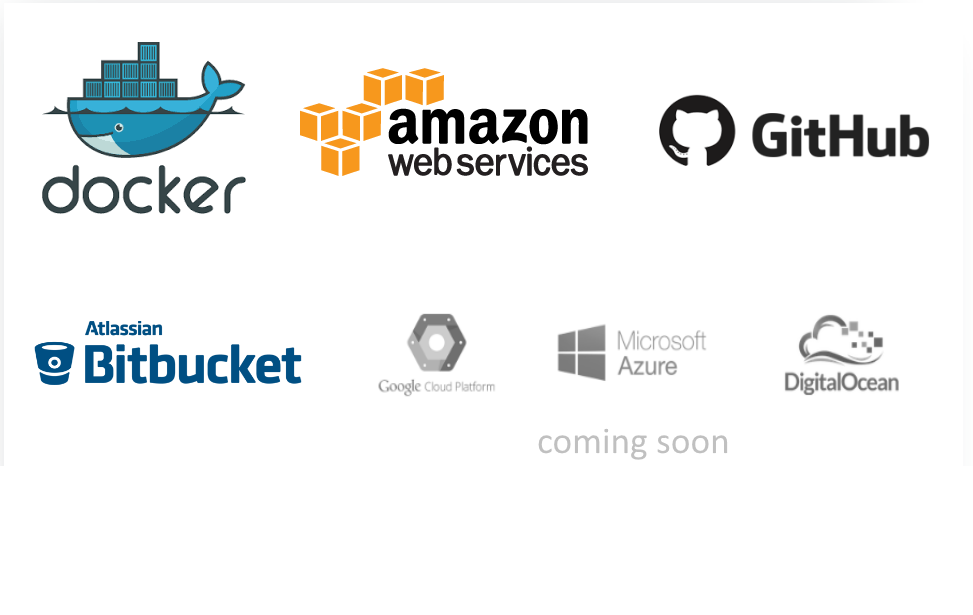 docker
amazon
web services
GitHub
Atlassian
Bitbucket
Google Cloud Platform
Microsoft
Azure
DigitalOcean
coming soon